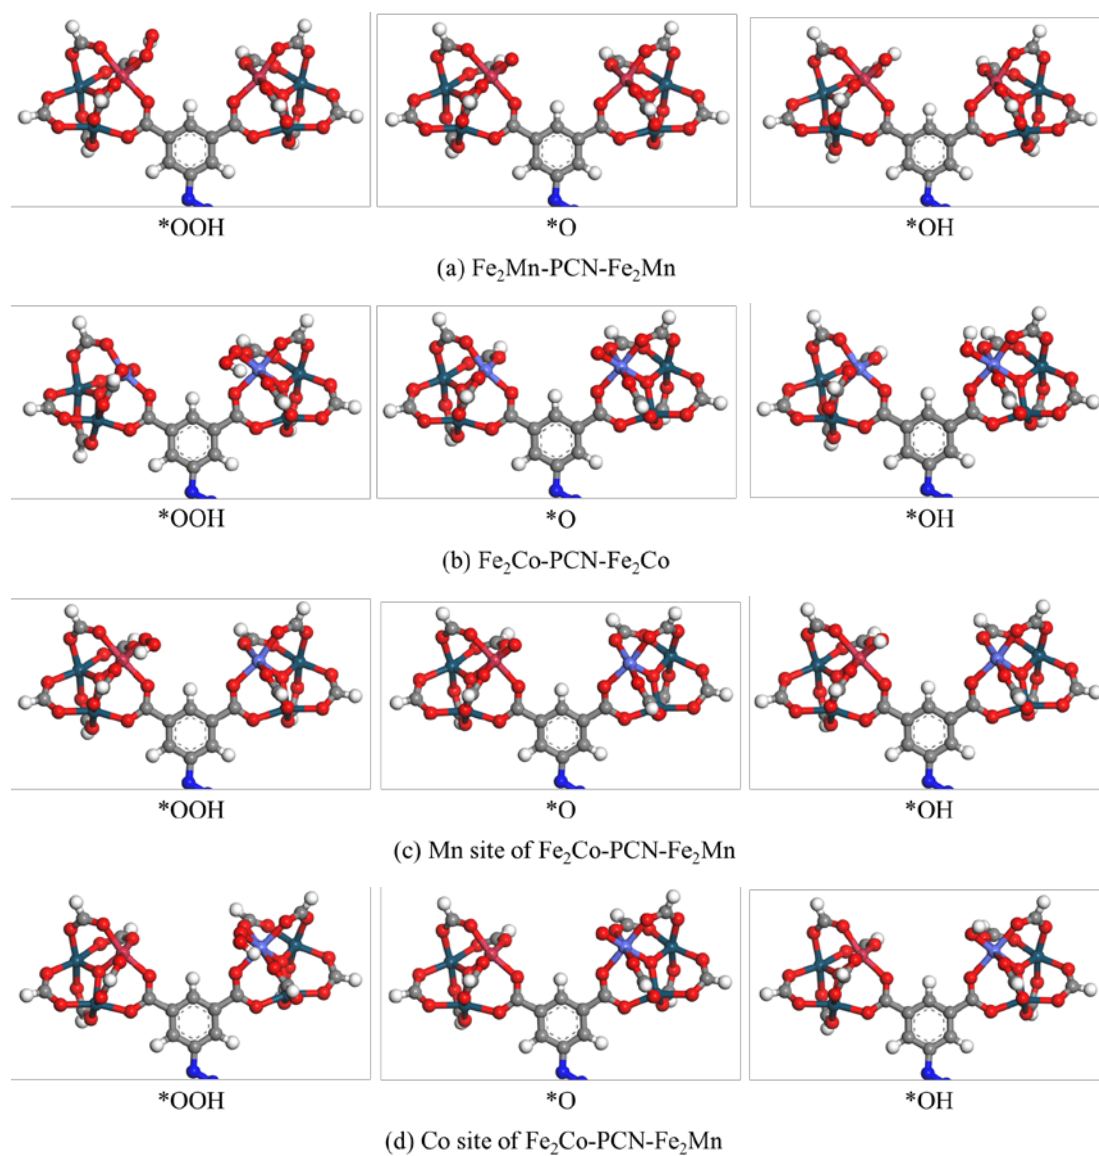 *OOH *O *OH
(a) Fe₂Mn-PCN-Fe₂Mn
*OOH *O *OH
(b) Fe₂Co-PCN-Fe₂Co
*OOH *O *OH
(c) Mn site of Fe₂Co-PCN-Fe₂Mn
*OOH *O *OH
(d) Co site of Fe₂Co-PCN-Fe₂Mn